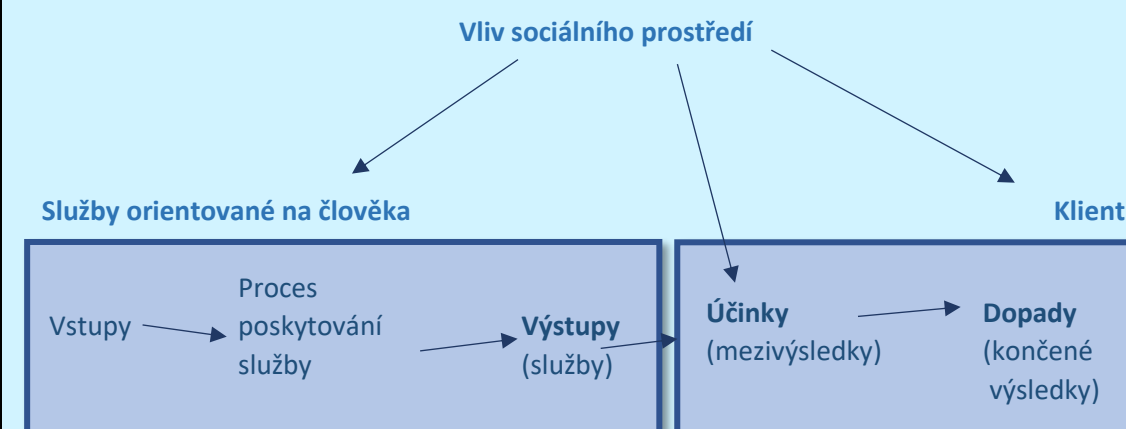 Vliv sociálního prostředí
Služby orientované na člověka
Klient
Vstupy
Proces
poskytování
služby
Výstupy
(služby)
Účinky
(mezivýsledky)
Dopady
(končené
výsledky)